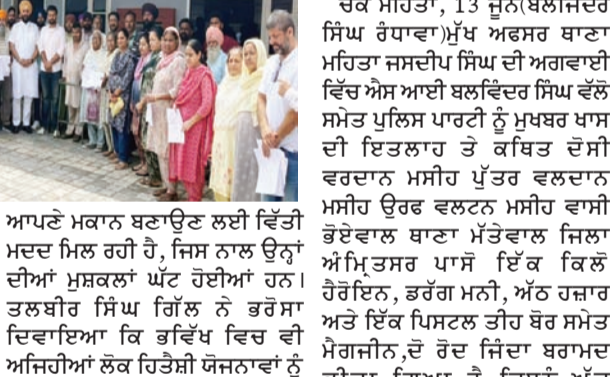 ਆਪਣੇ ਮਕਾਨ ਬਣਾਉਣ ਲਈ ਵਿੱਤੀ
ਮਦਦ ਮਿਲ ਰਹੀ ਹੈ, ਜਿਸ ਨਾਲ ਉਨ੍ਹਾਂ
ਦੀਆਂ ਮੁਸ਼ਕਲਾਂ ਘੱਟ ਹੋਈਆਂ ਹਨ।
ਤਲਬੀਰ ਸਿੰਘ ਗਿੱਲ ਨੇ ਭਰੋਸਾ
ਦਿਵਾਇਆ ਕਿ ਭਵਿੱਖ ਵਿਚ ਵੀ
ਅਜਿਹੀਆਂ ਲੋਕ ਹਿਤੈਸ਼ੀ ਯੋਜਨਾਵਾਂ ਨੂੰ
ਚੌਕ ਮਹਿਤਾ, 13 ਜੂਨ(ਬਲਜਿੰਦਰ
ਸਿੰਘ ਰੰਧਾਵਾ)ਮੁੱਖ ਅਫਸਰ ਥਾਣਾ
ਮਹਿਤਾ ਜਸਦੀਪ ਸਿੰਘ ਦੀ ਅਗਵਾਈ
ਵਿੱਚ ਐਸ ਆਈ ਬਲਵਿੰਦਰ ਸਿੰਘ ਵੱਲੋ
ਸਮੇਤ ਪੁਲਿਸ ਪਾਰਟੀ ਨੂੰ ਮੁਖਬਰ ਖਾਸ
ਦੀ ਇਤਲਾਹ ਤੇ ਕਥਿਤ ਦੋਸੀ
ਵਰਦਾਨ ਮਸੀਹ ਪੁੱਤਰ ਵਲਦਾਨ
ਮਸੀਹ ਉਰਫ ਵਲਟਨ ਮਸੀਹ ਵਾਸੀ
ਭੋਏਵਾਲ ਥਾਣਾ ਮੱਤੇਵਾਲ ਜਿਲਾ
ਅੰਮ੍ਰਿਤਸਰ ਪਾਸੋ ਇੱਕ ਕਿਲੋ
ਹੈਰੋਇਨ, ਡਰੱਗ ਮਨੀ, ਅੱਠ ਹਜ਼ਾਰ
ਅਤੇ ਇੱਕ ਪਿਸਟਲ ਤੀਹ ਬੋਰ ਸਮੇਤ
ਮੈਗਜੀਨ,ਦੋ ਰੋਦ ਜਿੰਦਾ ਬਰਾਮਦ